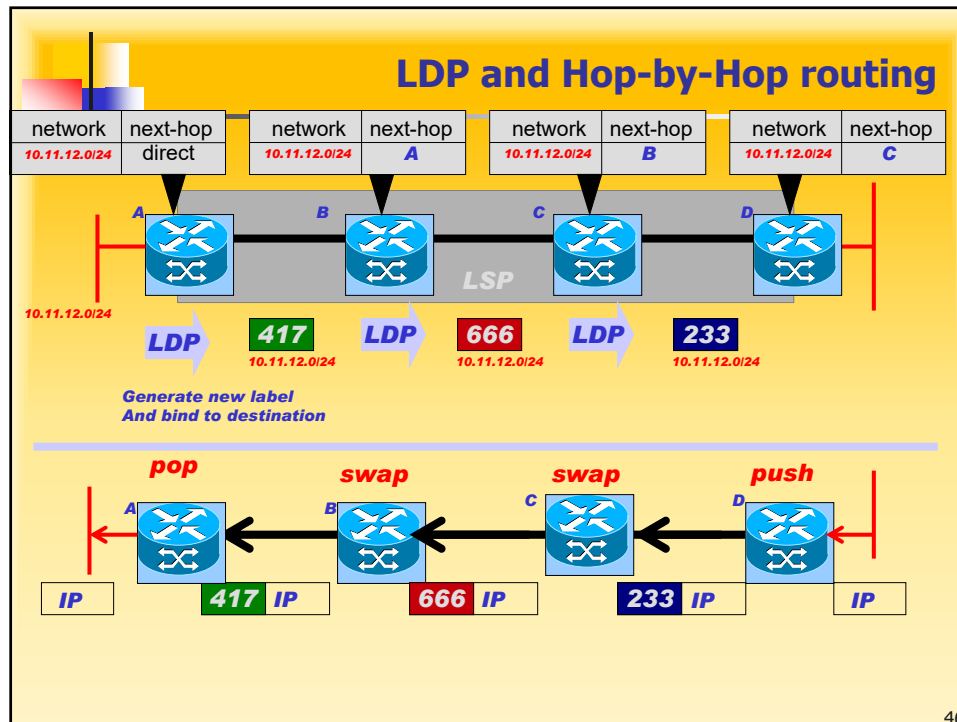 LDP and Hop-by-Hop routing
network next-hop network next-hop network next-hop network next-hop
10.11.12.0/24 direct 10.11.12.0/24 A 10.11.12.0/24 B 10.11.12.0/24 C
A B C D
LSP
10.11.12.0/24
LDP 417 LDP 666 LDP 233
10.11.12.0/24 10.11.12.0/24 10.11.12.0/24
Generate new label
And bind to destination
pop swap swap push
A B C D
IP 417 IP 666 IP 233 IP IP